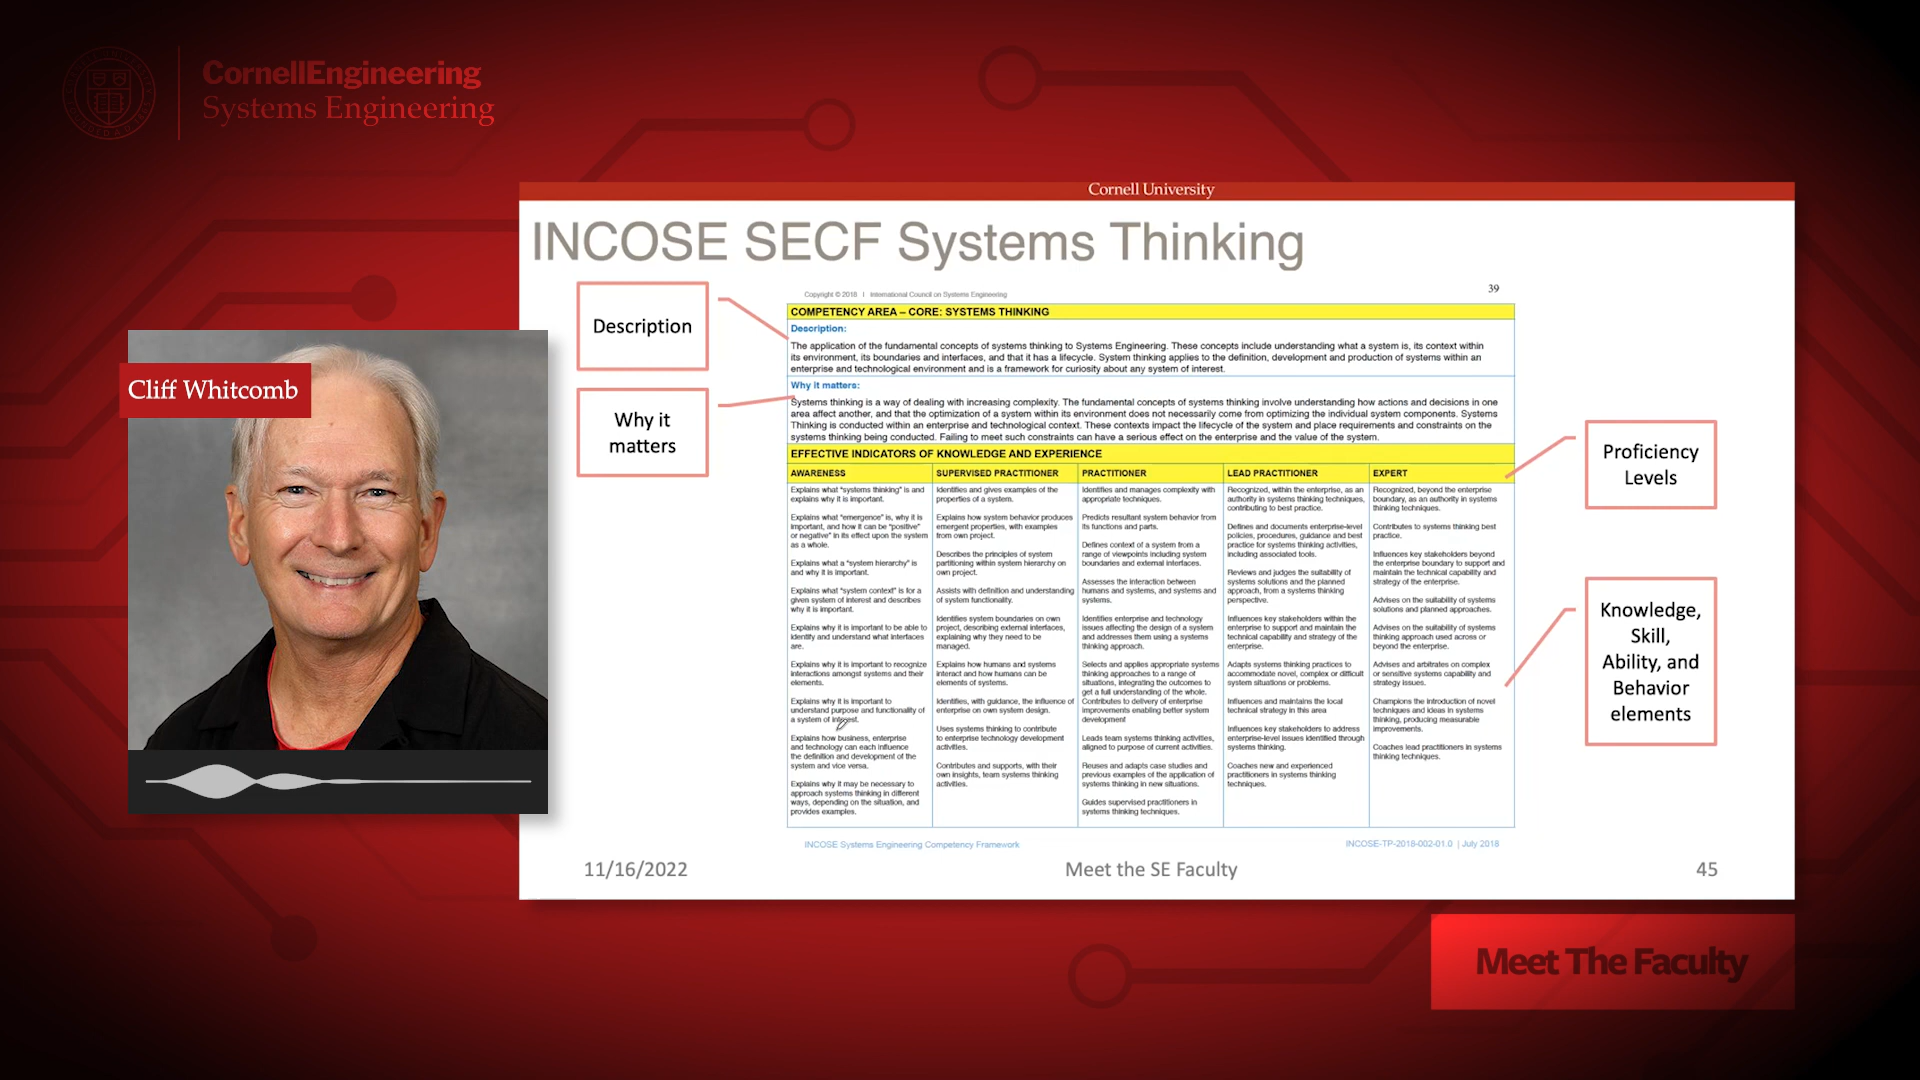 CornellEngineering
Systems Engineering
Cliff Whitcomb
Cornell University
INCOSE SECF Systems Thinking
Description
Why it
matters
Copyright © 2018 I International Council on Systems Engineering
39
COMPETENCY AREA – CORE: SYSTEMS THINKING
Description:
The application of the fundamental concepts of systems thinking to Systems Engineering. These concepts include understanding what a system is, its context within
its environment, its boundaries and interfaces, and that it has a lifecycle. System thinking applies to the definition, development and production of systems within an
enterprise and technological environment and is a framework for curiosity about any system of interest.
Why it matters:
Systems thinking is a way of dealing with increasing complexity. The fundamental concepts of systems thinking involve understanding how actions and decisions in one
area affect another, and that the optimization of a system within its environment does not necessarily come from optimizing the individual system components. Systems
Thinking is conducted within an enterprise and technological context. These contexts impact the lifecycle of the system and place requirements and constraints on the
systems thinking being conducted. Failing to meet such constraints can have a serious effect on the enterprise and the value of the system.
EFFECTIVE INDICATORS OF KNOWLEDGE AND EXPERIENCE
AWARENESS
Explains what "systems thinking" is and
explains why it is important.
Explains what "emergence" is, why it is
important, and how it can be "positive"
or negative" in its effect upon the system
as a whole.
Explains what a "system hierarchy" is
and why it is important.
Explains what "system context" is for a
given system of interest and describes
why it is important.
Explains why it is important to be able to
identify and understand what interfaces
are.
Explains why it is important to recognize
interactions amongst systems and their
elements.
Explains why it is important to
understand purpose and functionality of
a system of interest.
Explains how business, enterprise
and technology can each influence
the definition and development of the
system and vice versa.
Explains why it may be necessary to
approach systems thinking in different
ways, depending on the situation, and
provides examples.
SUPERVISED PRACTITIONER
Identifies and gives examples of the
properties of a system.
Explains how system behavior produces
emergent properties, with examples
from own project.
Describes the principles of system
partitioning within system hierarchy on
own project.
Assists with definition and understanding
of system functionality.
Identifies system boundaries on own
project, describing external interfaces,
explaining why they need to be
managed.
Explains how humans and systems
interact and how humans can be
elements of systems.
Identifies, with guidance, the influence of
enterprise on own system design.
Uses systems thinking to contribute
to enterprise technology development
activities.
Contributes and supports, with their
own insights, team systems thinking
activities.
PRACTITIONER
Identifies and manages complexity with
appropriate techniques.
Predicts resultant system behavior from
its functions and parts.
Defines context of a system from a
range of viewpoints including system
boundaries and external interfaces.
Assesses the interaction between
humans and systems, and systems and
systems.
Identifies enterprise and technology
issues affecting the design of a system
and addresses them using a systems
thinking approach.
Selects and applies appropriate systems
thinking approaches to a range of
situations, integrating the outcomes to
get a full understanding of the whole.
Contributes to delivery of enterprise
improvements enabling better system
development
Leads team systems thinking activities,
aligned to purpose of current activities.
Reuses and adapts case studies and
previous examples of the application of
systems thinking in new situations.
Guides supervised practitioners in
systems thinking techniques.
LEAD PRACTITIONER
Recognized, within the enterprise, as an
authority in systems thinking techniques,
contributing to best practice.
Defines and documents enterprise-level
policies, procedures, guidance and best
practice for systems thinking activities,
including associated tools.
Reviews and judges the suitability of
systems solutions and the planned
approach, from a systems thinking
perspective.
Influences key stakeholders within the
enterprise to support and maintain the
technical capability and strategy of the
enterprise.
Adapts systems thinking practices to
accommodate novel, complex or difficult
system situations or problems.
Influences and maintains the local
technical strategy in this area
Influences key stakeholders to address
enterprise-level issues identified through
systems thinking.
Coaches new and experienced
practitioners in systems thinking
techniques.
EXPERT
Recognized, beyond the enterprise
boundary, as an authority in systems
thinking techniques.
Contributes to systems thinking best
practice.
Influences key stakeholders beyond
the enterprise boundary to support and
maintain the technical capability and
strategy of the enterprise.
Advises on the suitability of systems
solutions and planned approaches.
Advises on the suitability of systems
thinking approach used across or
beyond the enterprise.
Advises and arbitrates on complex
or sensitive systems capability and
strategy issues.
Champions the introduction of novel
techniques and ideas in systems
thinking, producing measurable
improvements.
Coaches lead practitioners in systems
thinking techniques.
Proficiency
Levels
Knowledge,
Skill,
Ability, and
Behavior
elements
INCOSE Systems Engineering Competency Framework
INCOSE-TP-2018-002-01.0 | July 2018
11/16/2022
Meet the SE Faculty
45
Meet The Faculty